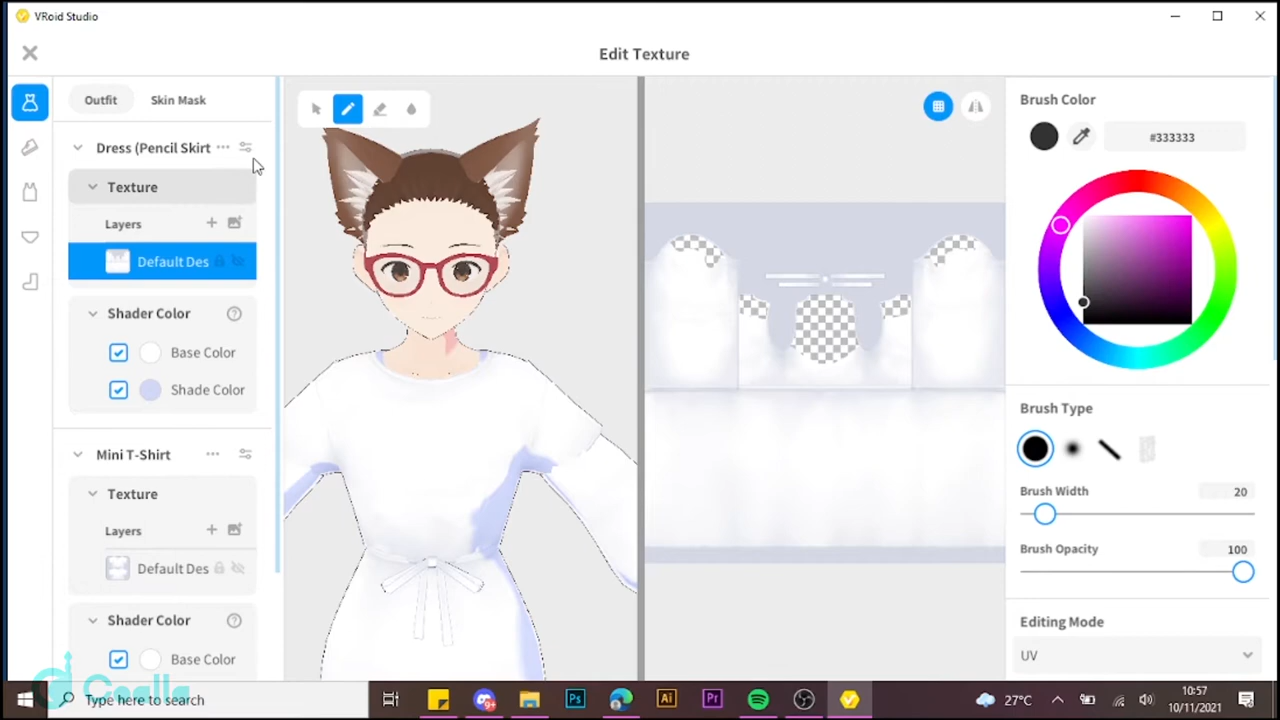 VRoid Studio
Edit Texture
Outfit
Skin Mask
Dress (Pencil Skirt
Texture
Layers
Default Des
Shader Color
Base Color
Shade Color
Mini T-Shirt
Texture
Layers
Default Des
Shader Color
Base Color
Brush Color
#333333
Brush Type
Brush Width
20
Brush Opacity
100
Editing Mode
UV
Type here to search
27°C
10:57
10/11/2021